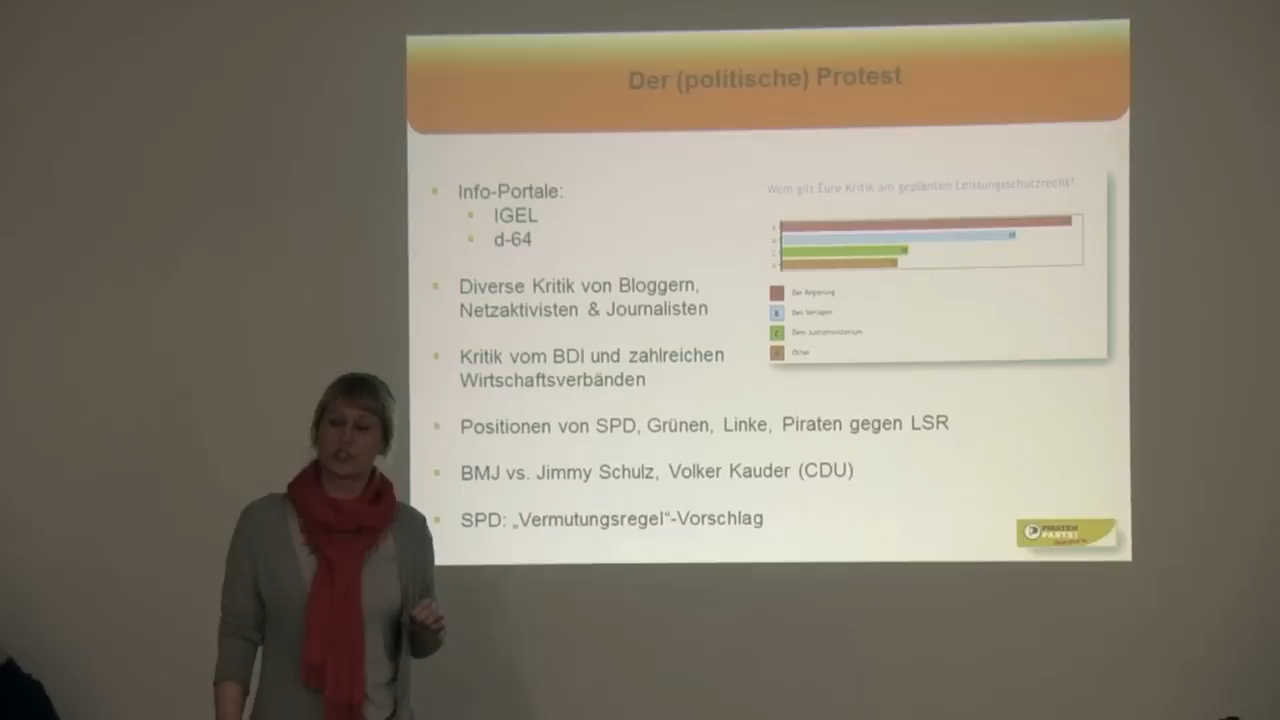 Der (politische) Protest
Info-Portale:
IGEL
d-64
Diverse Kritik von Bloggern,
Netzaktivisten & Journalisten
Kritik vom BDI und zahlreichen
Wirtschaftsverbänden
Positionen von SPD, Grünen, Linke, Piraten gegen LSR
BMJ vs. Jimmy Schulz, Volker Kauder (CDU)
SPD: „Vermutungsregel“-Vorschlag
Wem gilt Eure Kritik am geplanten Leistungsschutzrecht?
Der Regierung
B Den Verlagen
C Dem Justizministerium
Other
PIRATEN
PARTEI